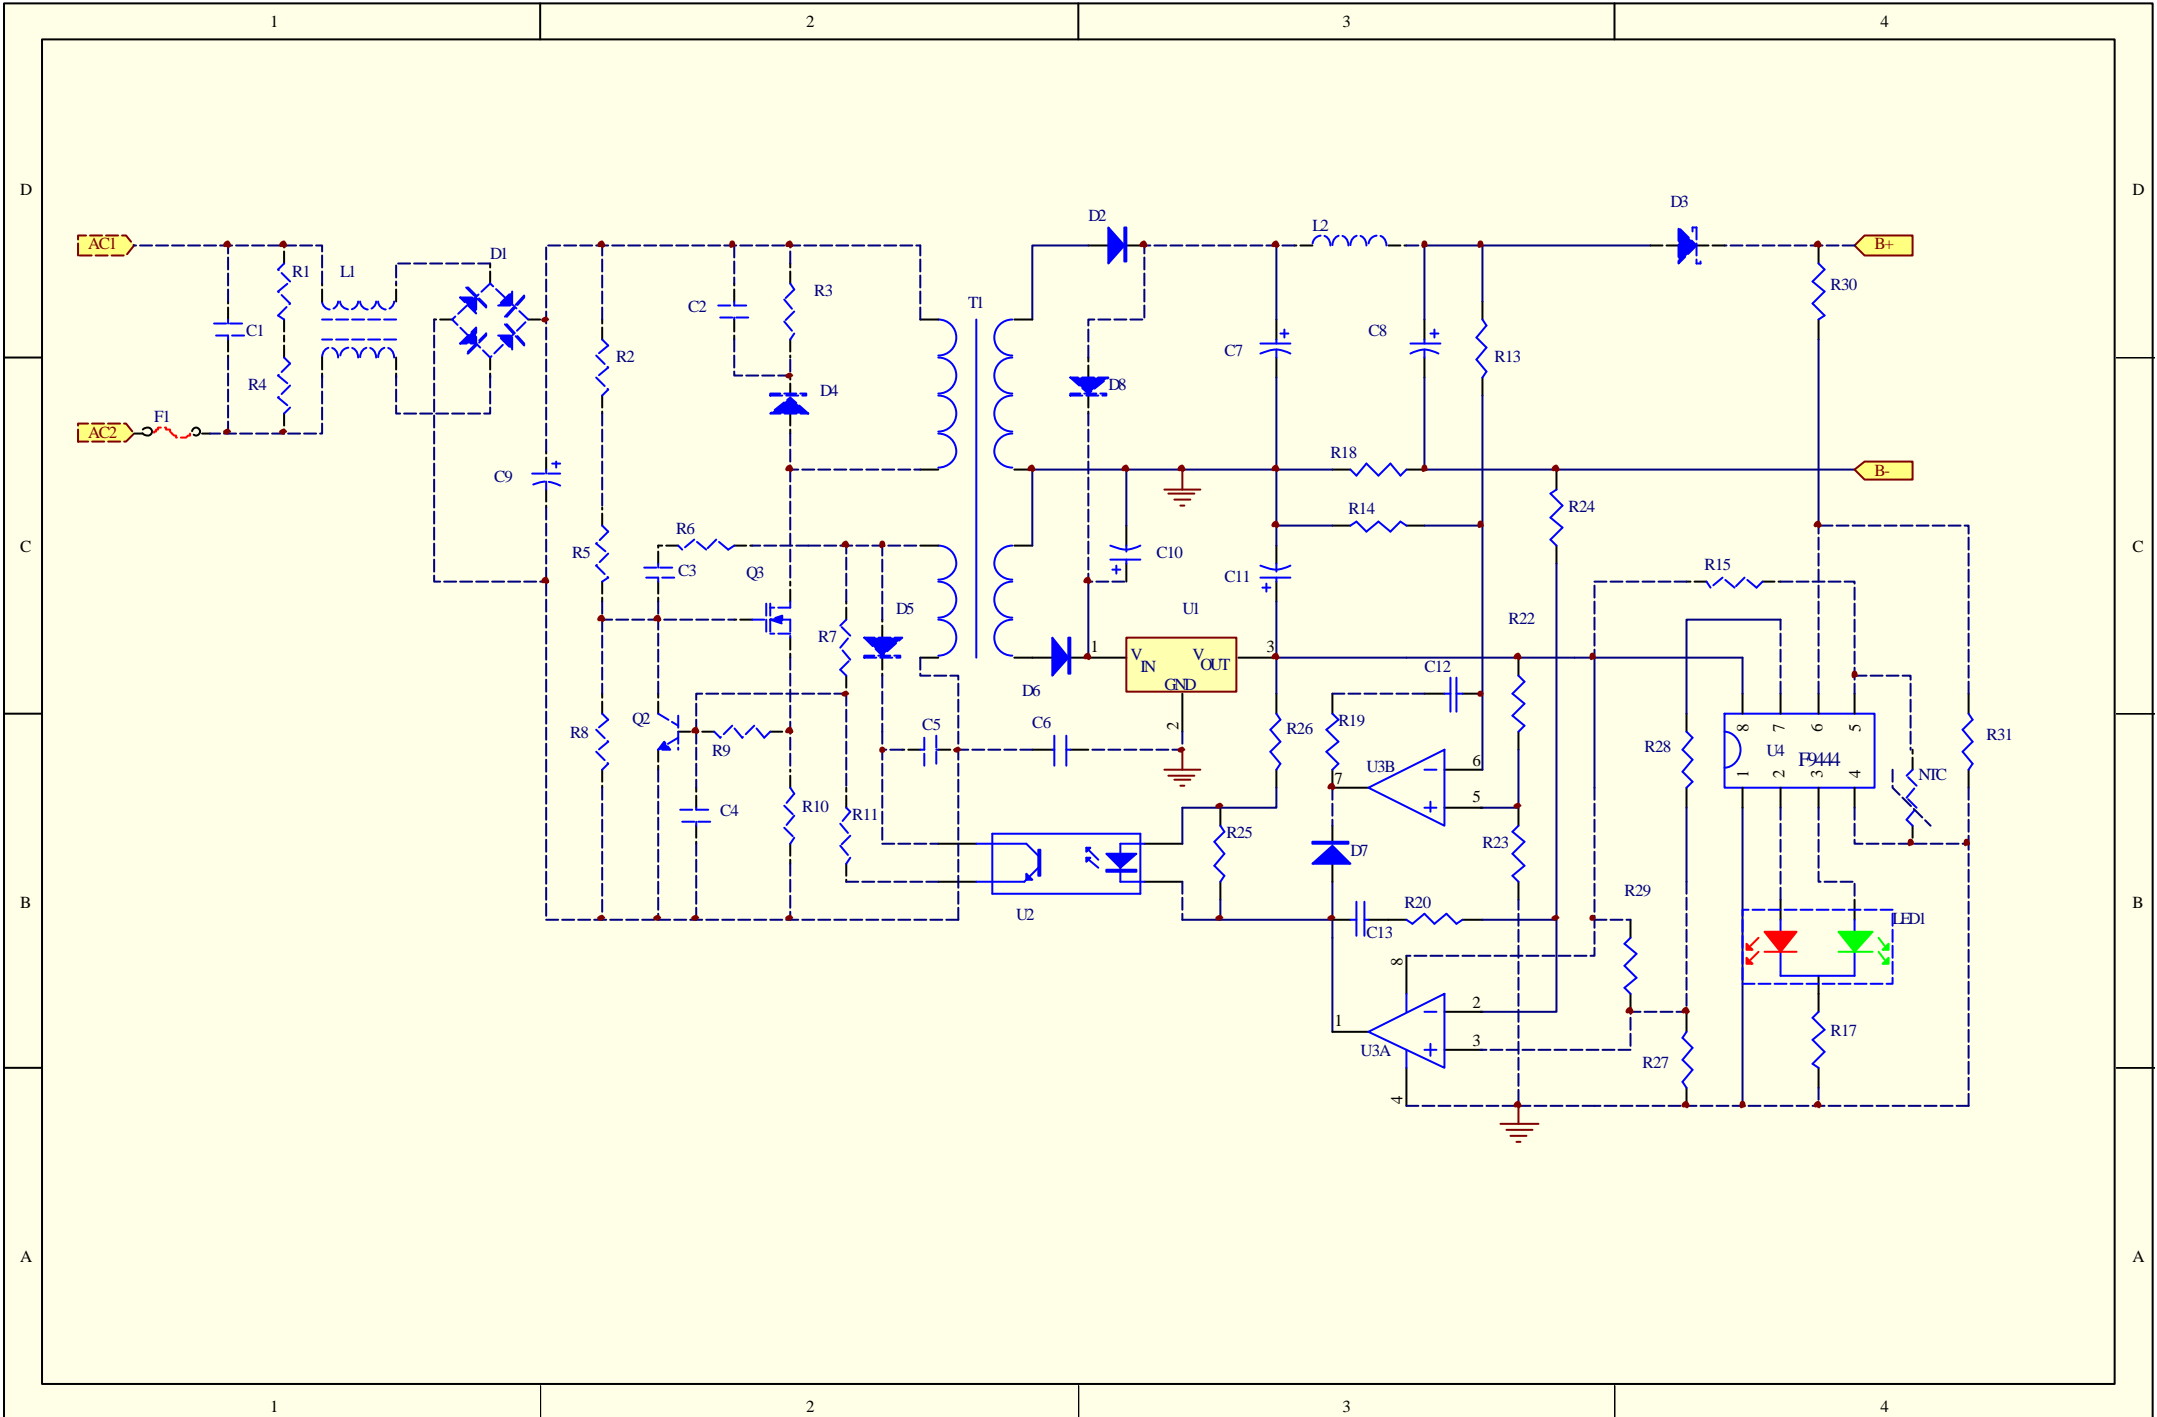 1 2 3 4
D D
D2 D3
L2
AC1 B+
D1
R1 L1 R3 R30
T1
C2
C1 C8
C7 R2 R13
R4 D4 D8
F1
AC2
R18
C9 B-
R14 R24
R6
C C
R5 C3 Q3 C10 R15
C11
D5 U1
R22
R7
1 VIN VOUT 3
GND
C12
D6
Q2 C5 C6 2 R19
R8 R9 R26 8 7 6 5
R28 U4 R31
F9444
U3B 6
1 2 3 4
7 NTC
5
C4 R10 R11
R25 R23
D7
R29
B B
U2 R20 LED1
C13
8
2
1 R17
3
U3A
R27
4
A A
1 2 3 4